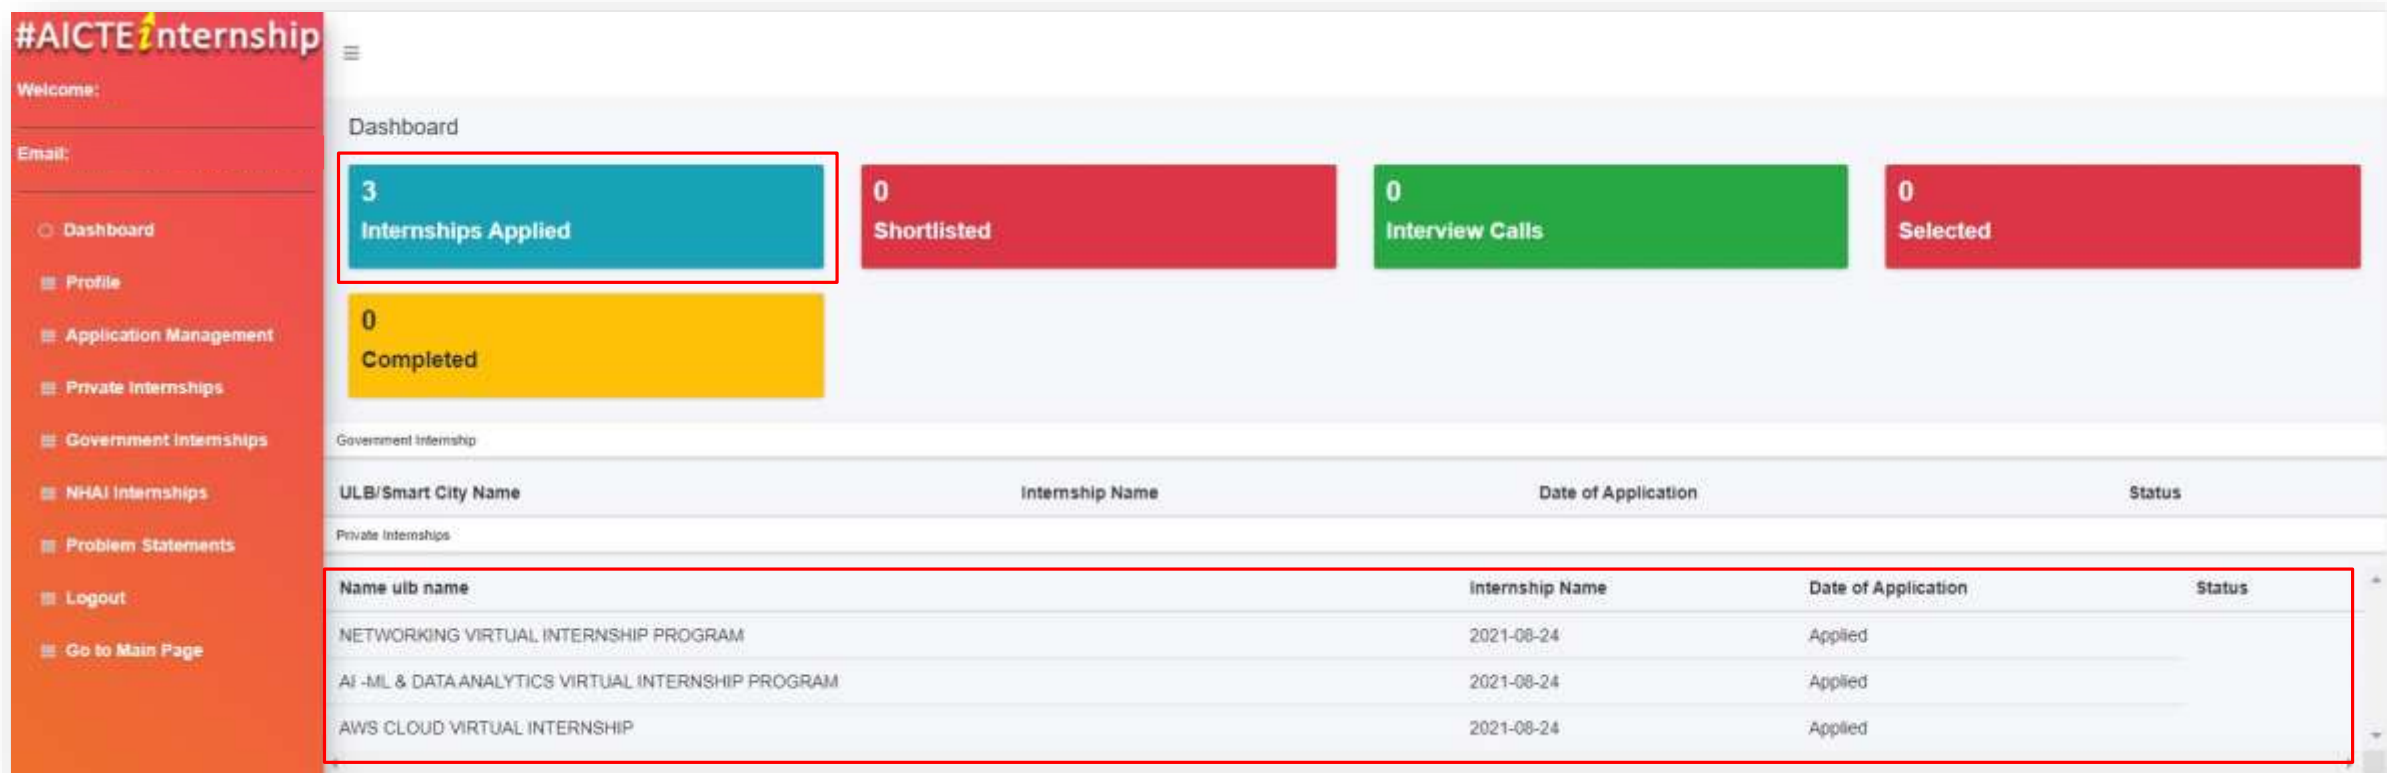 #AICTEinternship
Welcome:
Email:
Dashboard
Profile
Application Management
Private Internships
Government Internships
NHAI Internships
Problem Statements
Logout
Go to Main Page
Dashboard
3
Internships Applied
0
Shortlisted
0
Interview Calls
0
Selected
0
Completed
Government Internship
ULB/Smart City Name Internship Name Date of Application Status
Private Internships
Name ulb name Internship Name Date of Application Status
NETWORKING VIRTUAL INTERNSHIP PROGRAM 2021-08-24 Applied
AI -ML & DATA ANALYTICS VIRTUAL INTERNSHIP PROGRAM 2021-08-24 Applied
AWS CLOUD VIRTUAL INTERNSHIP 2021-08-24 Applied